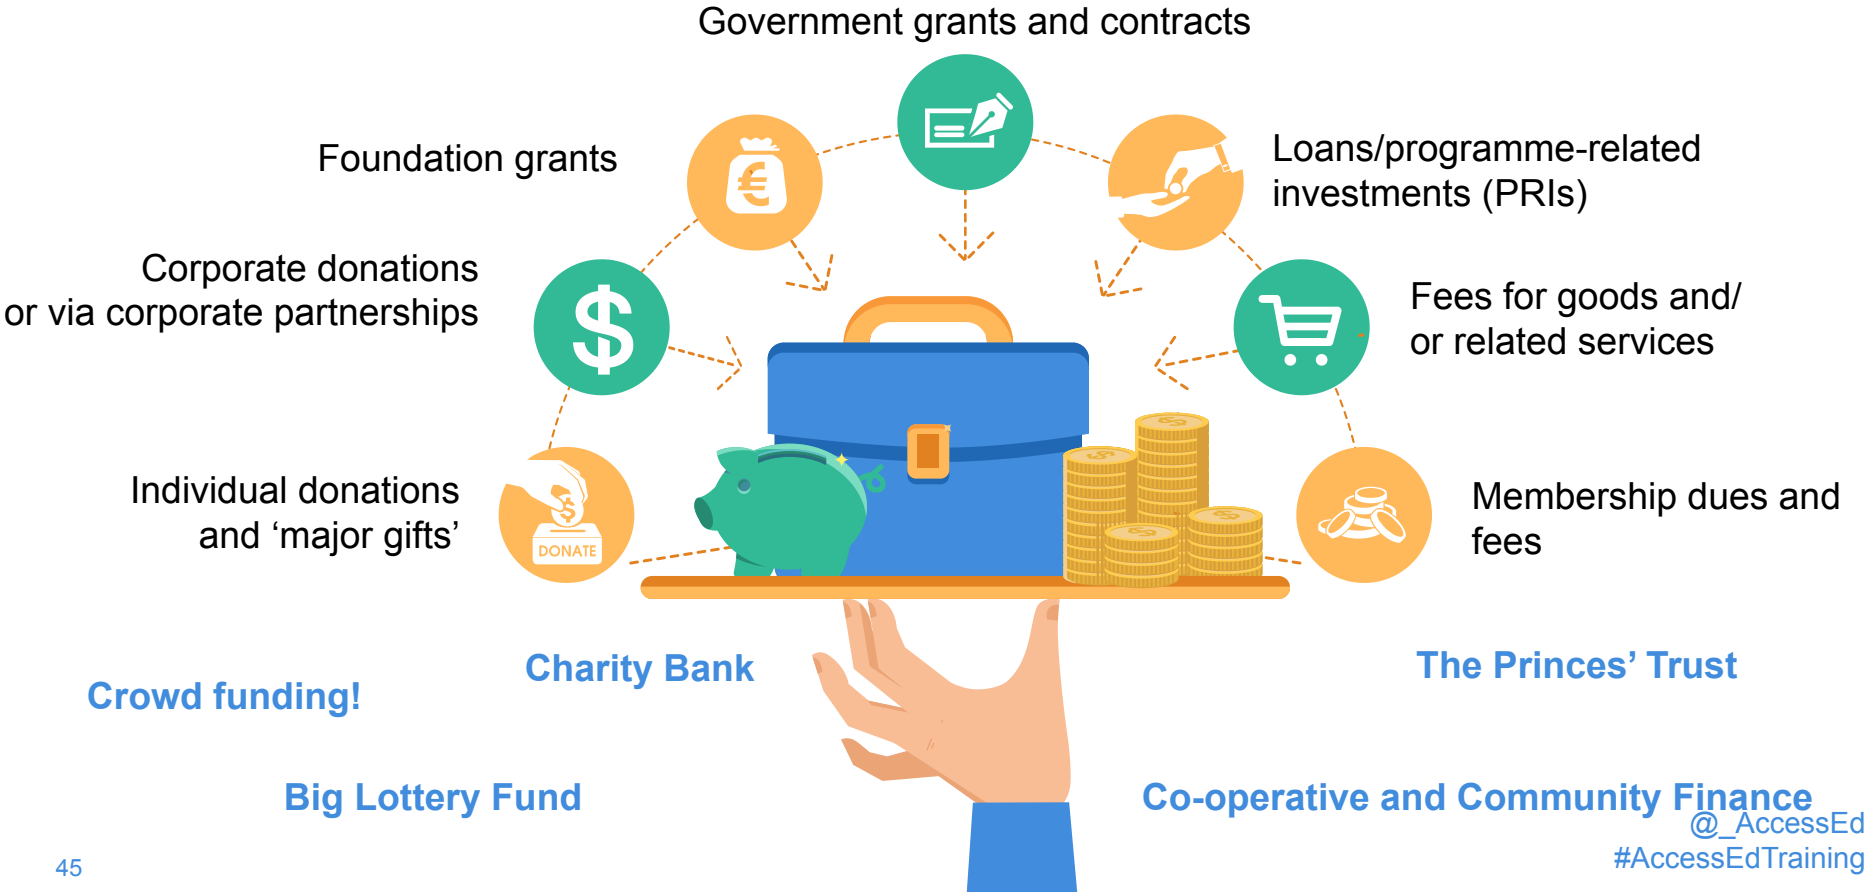 Government grants and contracts
Foundation grants
Loans/programme-related
investments (PRIs)
Corporate donations
or via corporate partnerships
Fees for goods and/
or related services
Individual donations
and ‘major gifts’
DONATE
Membership dues and
fees
Charity Bank
The Princes’ Trust
Crowd funding!
Big Lottery Fund
Co-operative and Community Finance
@_AccessEd
#AccessEdTraining
45